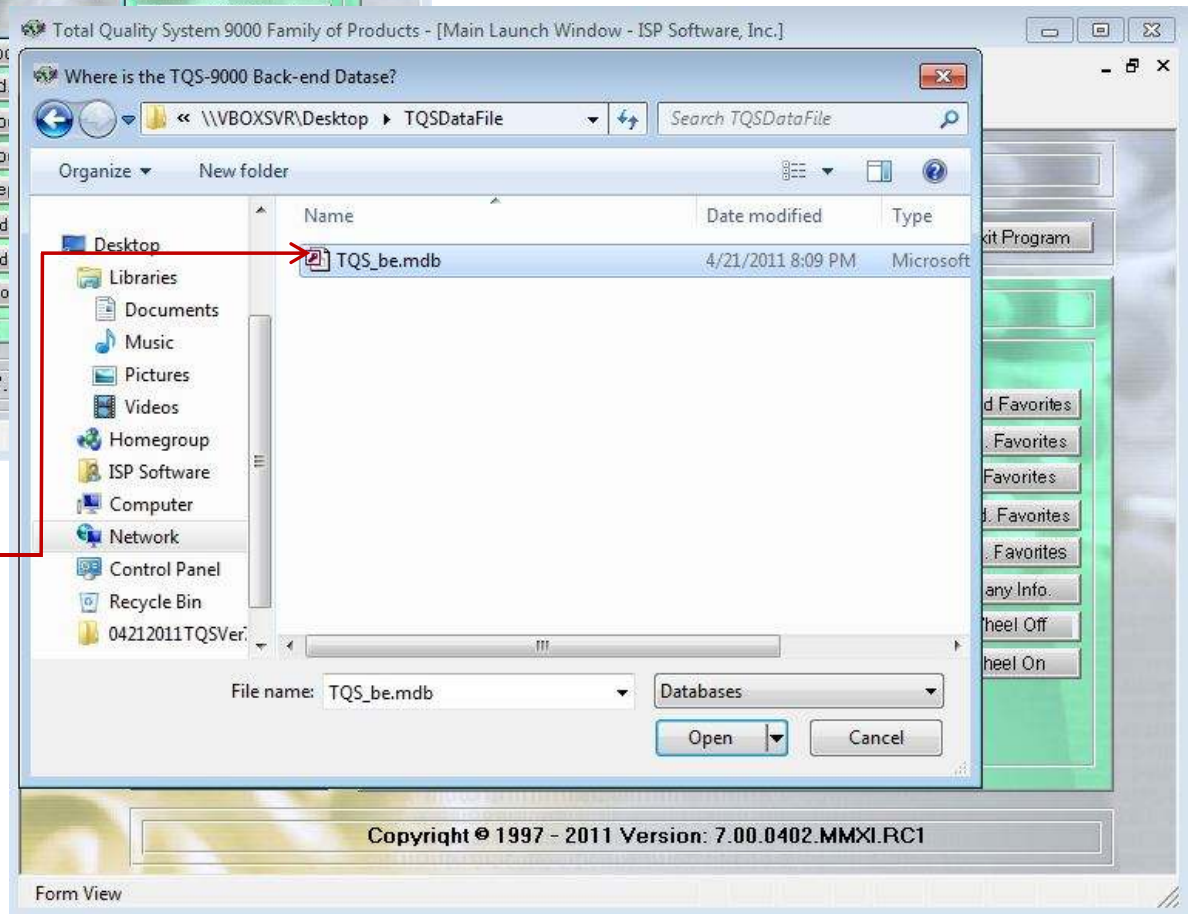 Total Quality System 9000 Family of Products - [Main Launch Window - ISP Software, Inc.]
Where is the TQS-9000 Back-end Datase?
« \\VBOXSVR\Desktop ▸ TQSDataFile
Search TQSDataFile
Organize
New folder
Name
Date modified
Type
Desktop
Libraries
Documents
Music
Pictures
Videos
Homegroup
ISP Software
Computer
Network
Control Panel
Recycle Bin
04212011TQSVer
TQS_be.mdb
4/21/2011 8:09 PM
Microsoft
File name:
TQS_be.mdb
Databases
Open
Cancel
xit Program
d Favorites
. Favorites
Favorites
d. Favorites
. Favorites
any Info.
heel Off
heel On
Copyright © 1997 - 2011 Version: 7.00.0402.MMXI.RC1
Form View